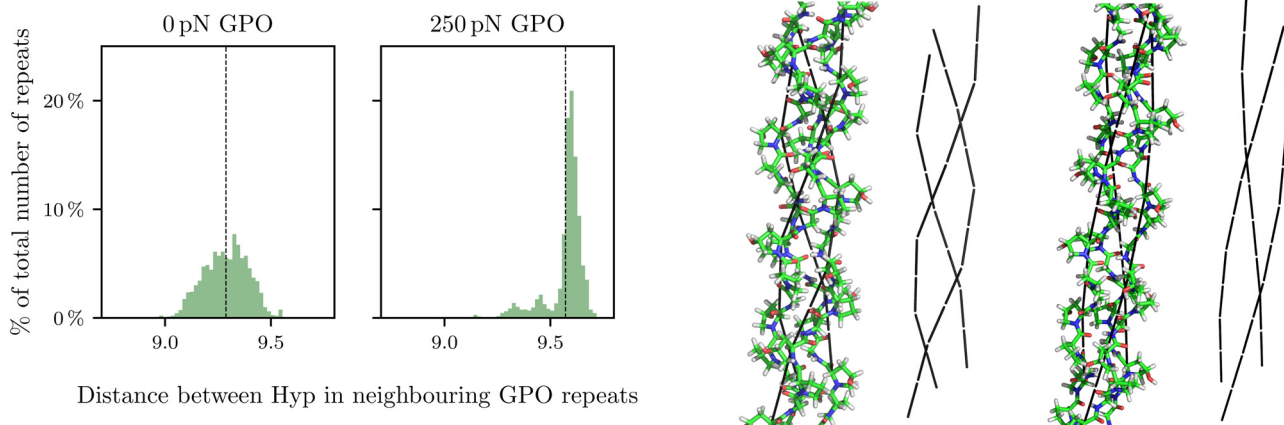 0 pN GPO
250 pN GPO
% of total number of repeats
20 %
10 %
0 %
9.0
9.5
9.0
9.5
Distance between Hyp in neighbouring GPO repeats